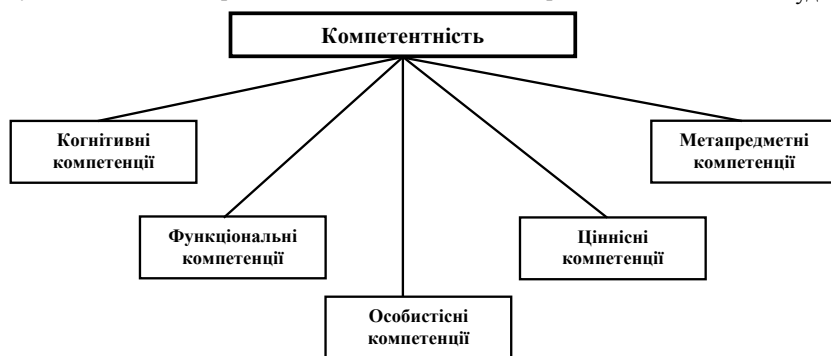 Компетентність
Когнітивні
компетенції
Метапредметні
компетенції
Функціональні
компетенції
Ціннісні
компетенції
Особистісні
компетенції